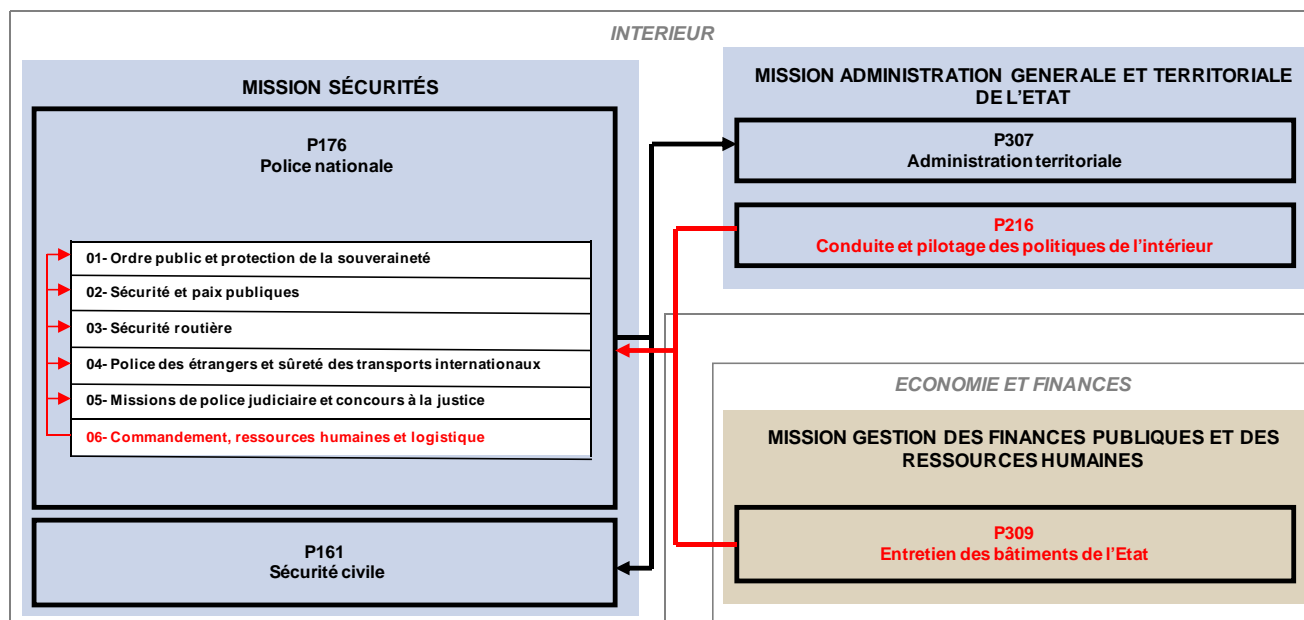 INTERIEUR
MISSION SÉCURITÉS
P176
Police nationale
01- Ordre public et protection de la souveraineté
02- Sécurité et paix publiques
03- Sécurité routière
04- Police des étrangers et sûreté des transports internationaux
05- Missions de police judiciaire et concours à la justice
06- Commandement, ressources humaines et logistique
P161
Sécurité civile
MISSION ADMINISTRATION GENERALE ET TERRITORIALE
DE L’ETAT
P307
Administration territoriale
P216
Conduite et pilotage des politiques de l’intérieur
ECONOMIE ET FINANCES
MISSION GESTION DES FINANCES PUBLIQUES ET DES
RESSOURCES HUMAINES
P309
Entretien des bâtiments de l’Etat